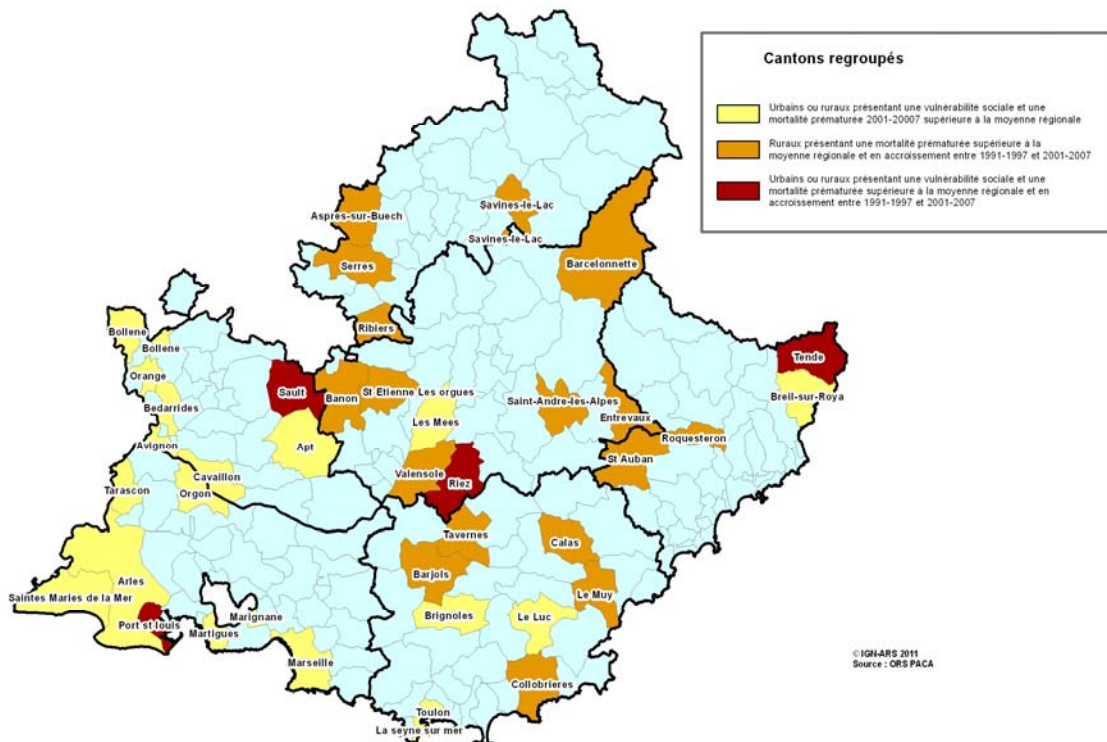 Cantons regroupés
Urbains ou ruraux présentant une vulnérabilité sociale et une
mortalité prématurée 2001-20007 supérieure à la moyenne régionale
Ruraux présentant une mortalité prématurée supérieure à la
moyenne régionale et en accroissement entre 1991-1997 et 2001-2007
Urbains ou ruraux présentant une vulnérabilité sociale et une
mortalité prématurée supérieure à la moyenne régionale et en
accroissement entre 1991-1997 et 2001-2007
Savines-le-Lac
Aspres-sur-Buech
Savines-le-Lac
Barcelonnette
Serres
Ribiers
Bollene
Bollene
Tende
Orange
Sault
Banon
St Etienne Les orgues
Breil-sur-Roya
Saint-Andre-les-Alpes
Bedarrides
Les Mees
Entrevaux
Roquesteron
Avignon
Apt
St Auban
Cavaillon
Valensole
Riez
Tarascon
Orgon
Tavernes
Calas
Barjols
Arles
Le Muy
Saintes Maries de la Mer
Brignoles
Le Luc
Marignane
Port st louis
Martigues
Marseille
Collobrieres
Toulon
La seyne sur mer
© IGN-ARS 2011
Source : ORS PACA